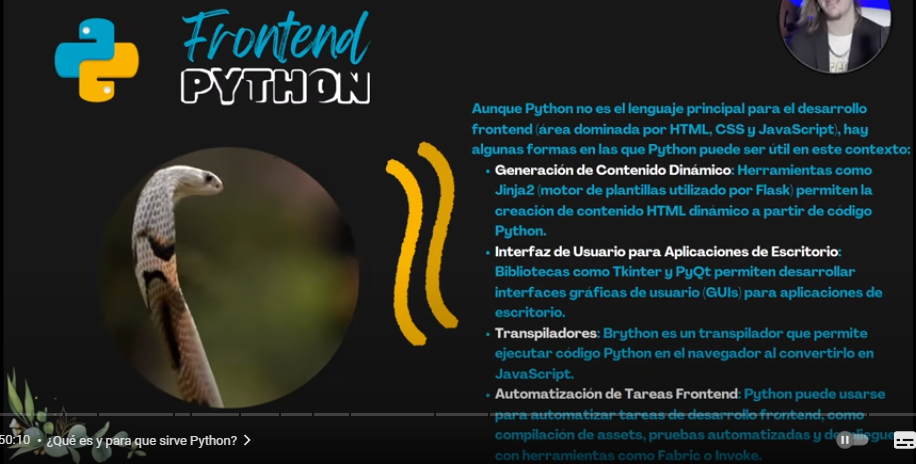 Frontend
PYTHON
Aunque Python no es el lenguaje principal para el desarrollo
frontend (área dominada por HTML, CSS y JavaScript), hay
algunas formas en las que Python puede ser útil en este contexto:
• Generación de Contenido Dinámico: Herramientas como
Jinja2 (motor de plantillas utilizado por Flask) permiten la
creación de contenido HTML dinámico a partir de código
Python.
• Interfaz de Usuario para Aplicaciones de Escritorio:
Bibliotecas como Tkinter y PyQt permiten desarrollar
interfaces gráficas de usuario (GUIs) para aplicaciones de
escritorio.
• Transpiladores: Brython es un transpilador que permite
ejecutar código Python en el navegador al convertirlo en
JavaScript.
• Automatización de Tareas Frontend: Python puede usarse
para automatizar tareas de desarrollo frontend, como
compilación de assets, pruebas automatizadas y despliegue
con herramientas como Fabric o Invoke.
50:10 • ¿Qué es y para que sirve Python?